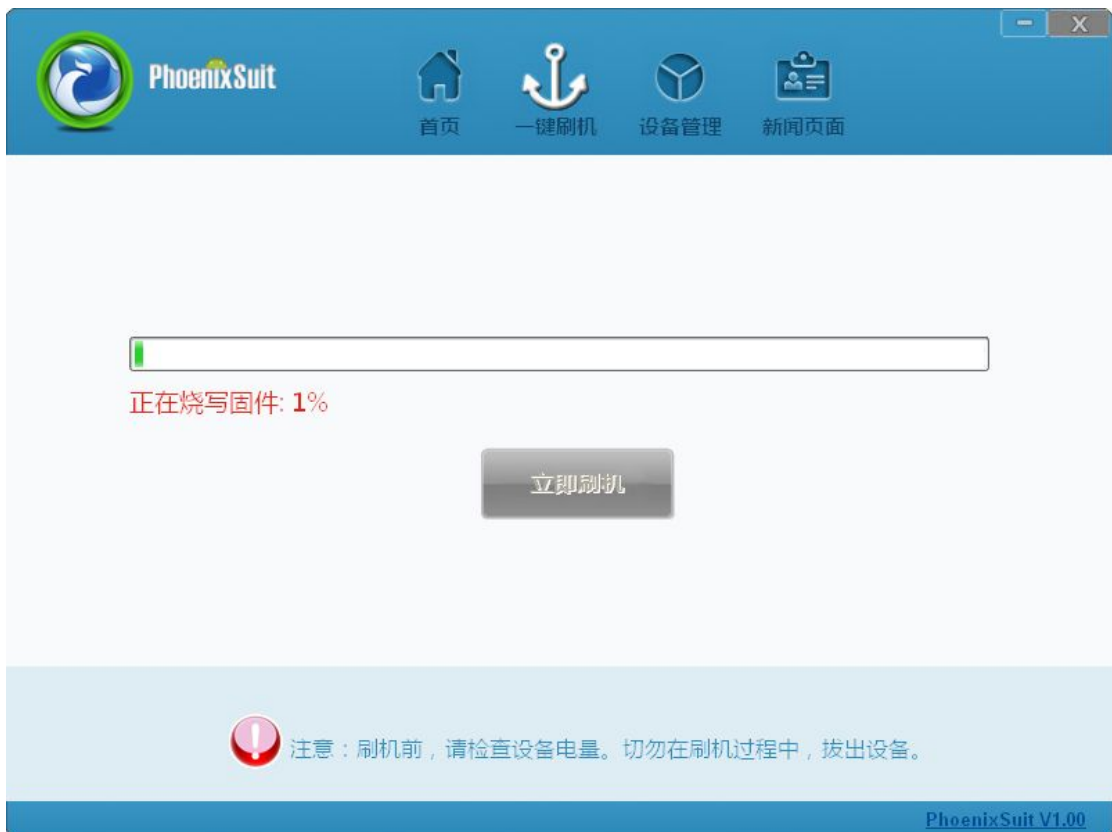 PhoenixSuit
首页 一键刷机 设备管理 新闻页面
正在烧写固件: 1%
立即刷机
注意：刷机前，请检查设备电量。切勿在刷机过程中，拔出设备。
PhoenixSuit V1.00